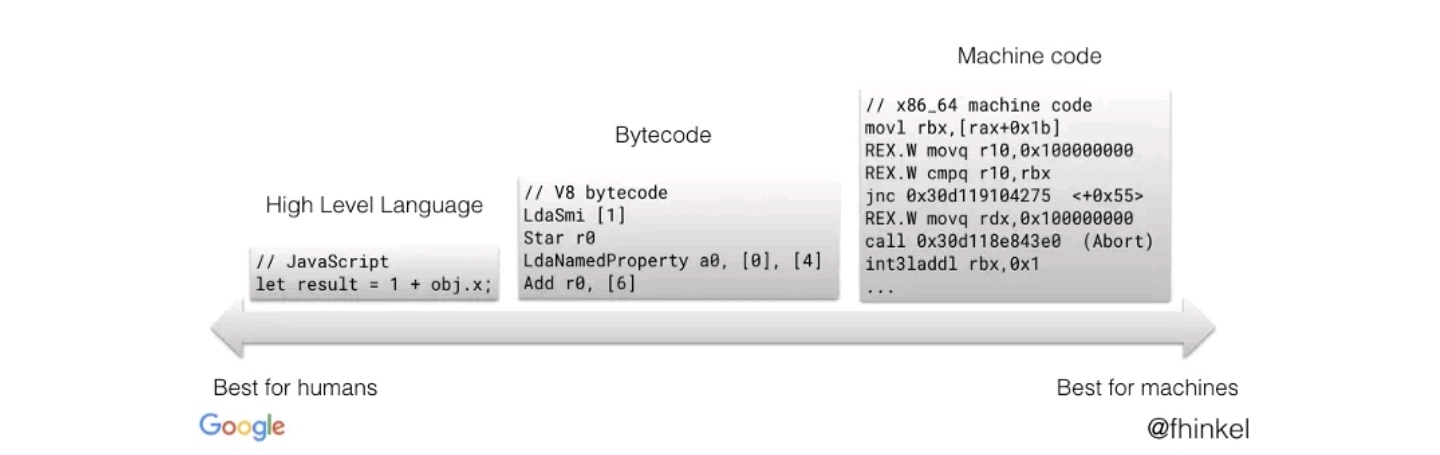 Machine code
// x86_64 machine code
movl rbx,[rax+0x1b]
REX.W movq r10,0x100000000
REX.W cmpq r10,rbx
jnc 0x30d119104275 <+0x55>
REX.W movq rdx,0x100000000
call 0x30d118e843e0 (Abort)
int3laddl rbx,0x1
...
Bytecode
// V8 bytecode
LdaSmi [1]
Star r0
LdaNamedProperty a0, [0], [4]
Add r0, [6]
High Level Language
// JavaScript
let result = 1 + obj.x;
Best for humans
Best for machines
Google
@fhinkel